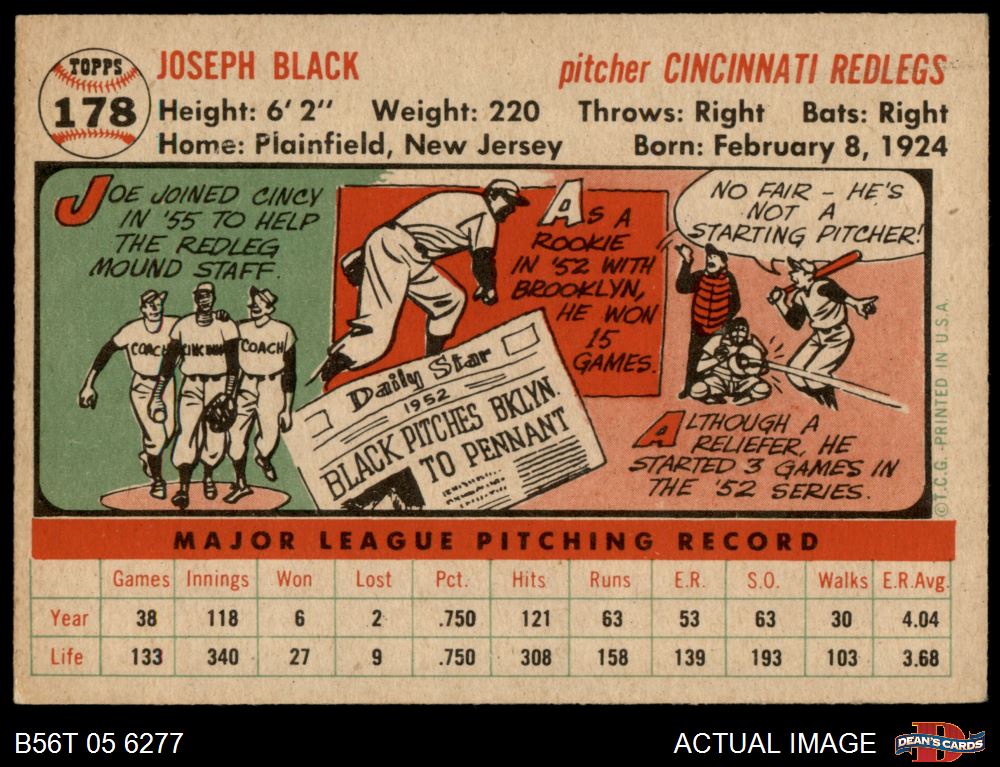 TOPPS
178
JOSEPH BLACK
pitcher CINCINNATI REDLEGS
Height: 6' 2" Weight: 220 Throws: Right Bats: Right
Home: Plainfield, New Jersey Born: February 8, 1924
JOE JOINED CINCY
IN '55 TO HELP
THE REDLEG
MOUND STAFF.
COACH
COACH
AS A
ROOKIE
IN '52 WITH
BROOKLYN,
HE WON
15
GAMES.
Daily Star
1952
BLACK PITCHES BKLYN.
TO PENNANT
NO FAIR - HE'S
NOT A
STARTING PITCHER!
ALTHOUGH A
RELIEFER, HE
STARTED 3 GAMES IN
THE '52 SERIES.
© T.C.G. - PRINTED IN U.S.A.
MAJOR LEAGUE PITCHING RECORD
Games Innings Won Lost Pct. Hits Runs E.R. S.O. Walks E.R.Avg.
Year 38 118 6 2 .750 121 63 53 63 30 4.04
Life 133 340 27 9 .750 308 158 139 193 103 3.68
B56T 05 6277
ACTUAL IMAGE
D
DEAN'S CARDS